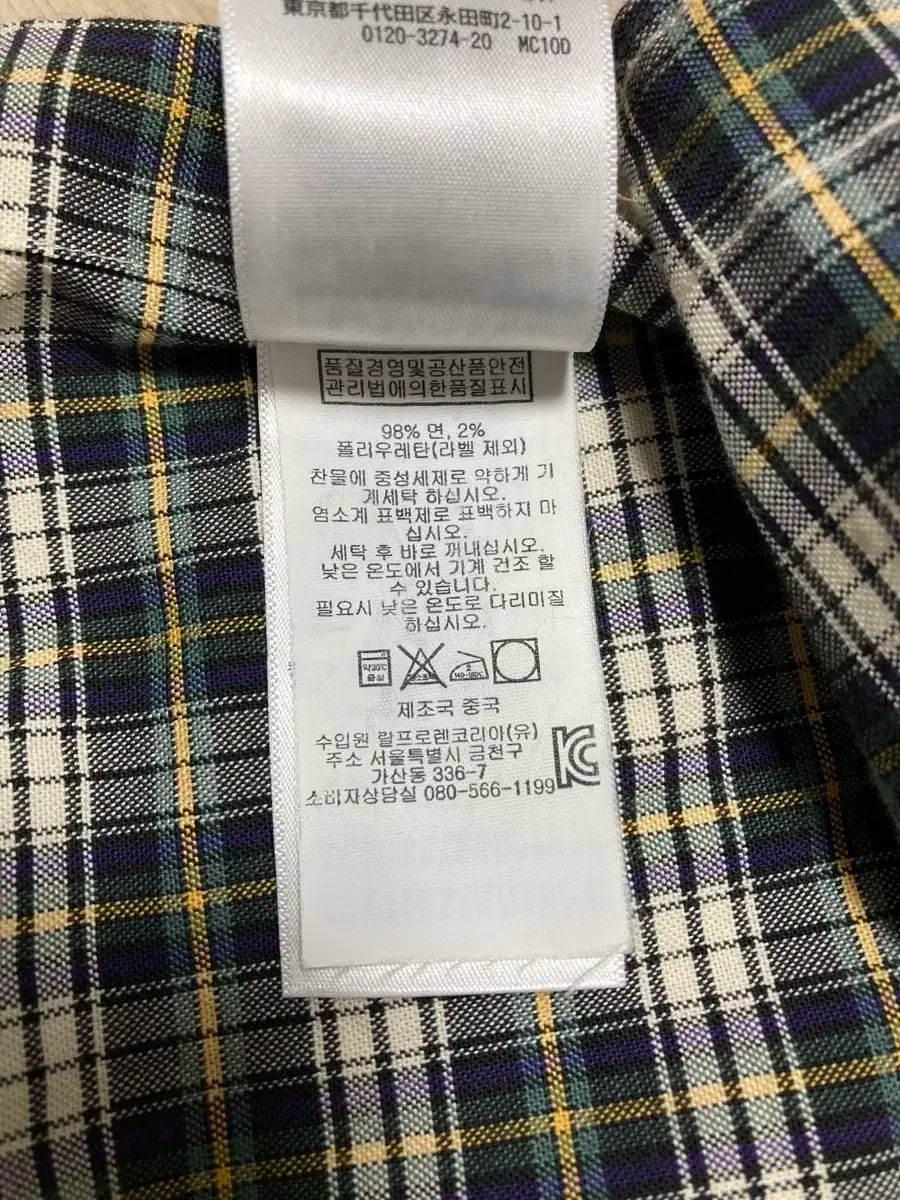 東京都千代田区永田町2-10-1
0120-3274-20 MC10D
품질경영및공산품안전
관리법에의한품질표시
98% 면, 2%
폴리우레탄(라벨 제외)
찬물에 중성세제로 약하게 기
계세탁 하십시오.
염소계 표백제로 표백하지 마
십시오.
세탁 후 바로 꺼내십시오.
낮은 온도에서 기계 건조 할
수 있습니다.
필요시 낮은 온도로 다리미질
하십시오.
약30℃
중성
2
140-160℃
제조국 중국
수입원 랄프로렌코리아(유)
주소 서울특별시 금천구
가산동 336-7
소비자상담실 080-566-1199